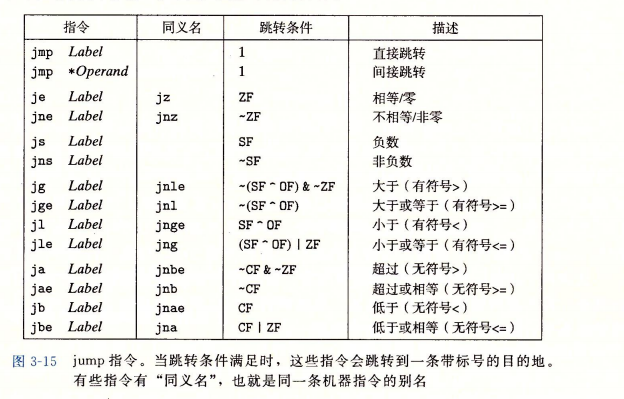 指令 同义名 跳转条件 描述
jmp Label 1 直接跳转
jmp *Operand 1 间接跳转
je Label jz ZF 相等/零
jne Label jnz ~ZF 不相等/非零
js Label SF 负数
jns Label ~SF 非负数
jg Label jnle ~(SF ^ OF) & ~ZF 大于（有符号>）
jge Label jnl ~(SF ^ OF) 大于或等于（有符号>=）
jl Label jnge SF ^ OF 小于（有符号<）
jle Label jng (SF ^ OF) | ZF 小于或等于（有符号<=）
ja Label jnbe ~CF & ~ZF 超过（无符号>）
jae Label jnb ~CF 超过或相等（无符号>=）
jb Label jnae CF 低于（无符号<）
jbe Label jna CF | ZF 低于或相等（无符号<=）
图 3-15 jump 指令。当跳转条件满足时，这些指令会跳转到一条带标号的目的地。
有些指令有“同义名”，也就是同一条机器指令的别名